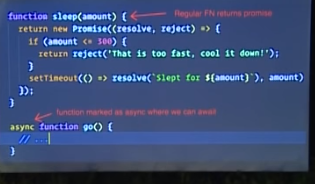 function sleep(amount) {
Regular FN returns promise
return new Promise((resolve, reject) => {
if (amount <= 300) {
return reject('That is too fast, cool it down!');
}
setTimeout(() => resolve(`Slept for ${amount}`), amount)
});
}
function marked as async where we can await
async function go() {
// ...
}